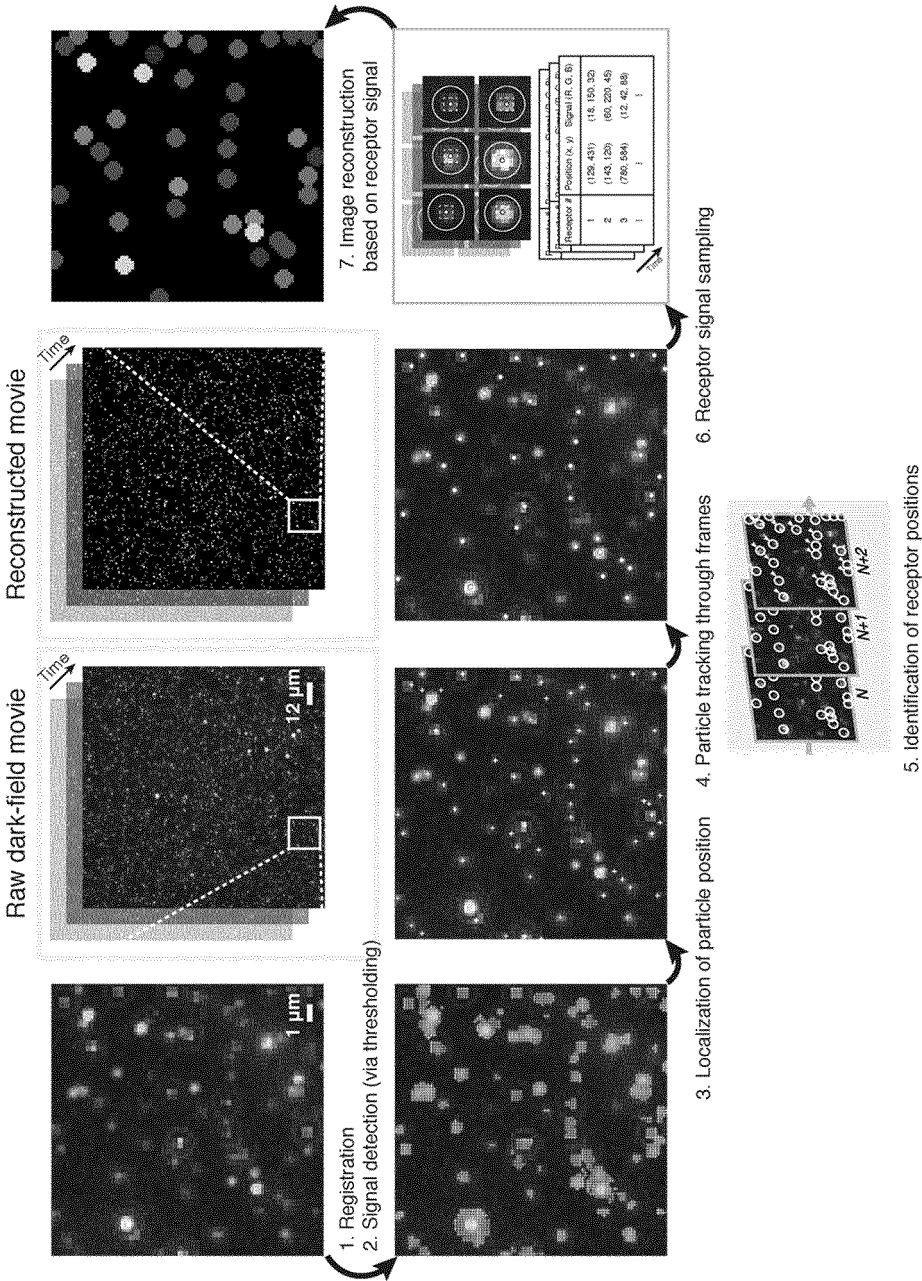 Raw dark-field movie
Reconstructed movie
Time
Time
1 µm
12 µm
1. Registration
2. Signal detection (via thresholding)
7. Image reconstruction
based on receptor signal
Receptor # Position (x, y) Signal (R, G, B)
1 (129, 431) (18, 150, 32)
2 (143, 120) (60, 220, 45)
3 (780, 584) (12, 42, 88)
⋮ ⋮ ⋮
Time
3. Localization of particle position
4. Particle tracking through frames
6. Receptor signal sampling
N
N+1
N+2
5. Identification of receptor positions